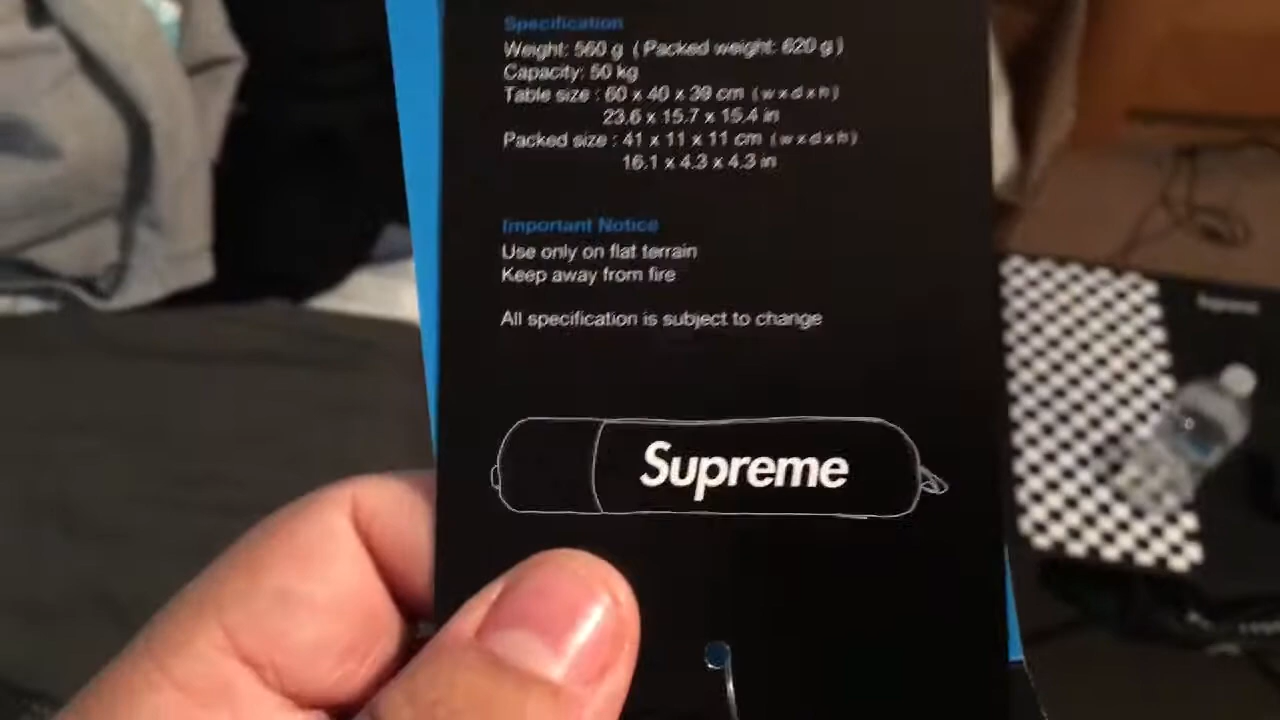 Specification
Weight: 560 g ( Packed weight: 620 g )
Capacity: 50 kg
Table size : 60 x 40 x 39 cm ( w x d x h )
23.6 x 15.7 x 15.4 in
Packed size : 41 x 11 x 11 cm ( w x d x h )
16.1 x 4.3 x 4.3 in
Important Notice
Use only on flat terrain
Keep away from fire
All specification is subject to change
Supreme
Supreme